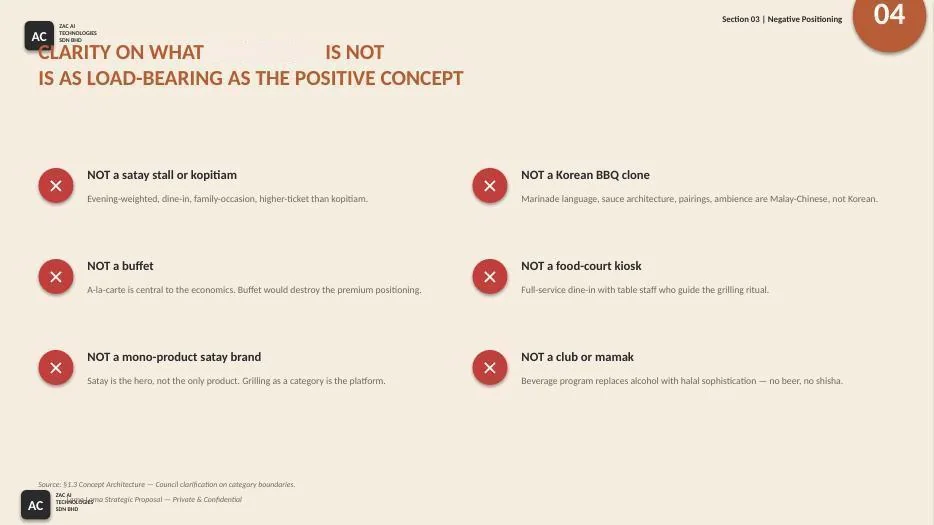 Section 03 | Negative Positioning
04
AC
ZAC AI
TECHNOLOGIES
SDN BHD
CLARITY ON WHAT IS NOT
IS AS LOAD-BEARING AS THE POSITIVE CONCEPT
NOT a satay stall or kopitiam
Evening-weighted, dine-in, family-occasion, higher-ticket than kopitiam.
NOT a Korean BBQ clone
Marinade language, sauce architecture, pairings, ambience are Malay-Chinese, not Korean.
NOT a buffet
A-la-carte is central to the economics. Buffet would destroy the premium positioning.
NOT a food-court kiosk
Full-service dine-in with table staff who guide the grilling ritual.
NOT a mono-product satay brand
Satay is the hero, not the only product. Grilling as a category is the platform.
NOT a club or mamak
Beverage program replaces alcohol with halal sophistication — no beer, no shisha.
Source: §1.3 Concept Architecture — Council clarification on category boundaries.
AC
ZAC AI
TECHNOLOGIES
SDN BHD
Strategic Proposal — Private & Confidential